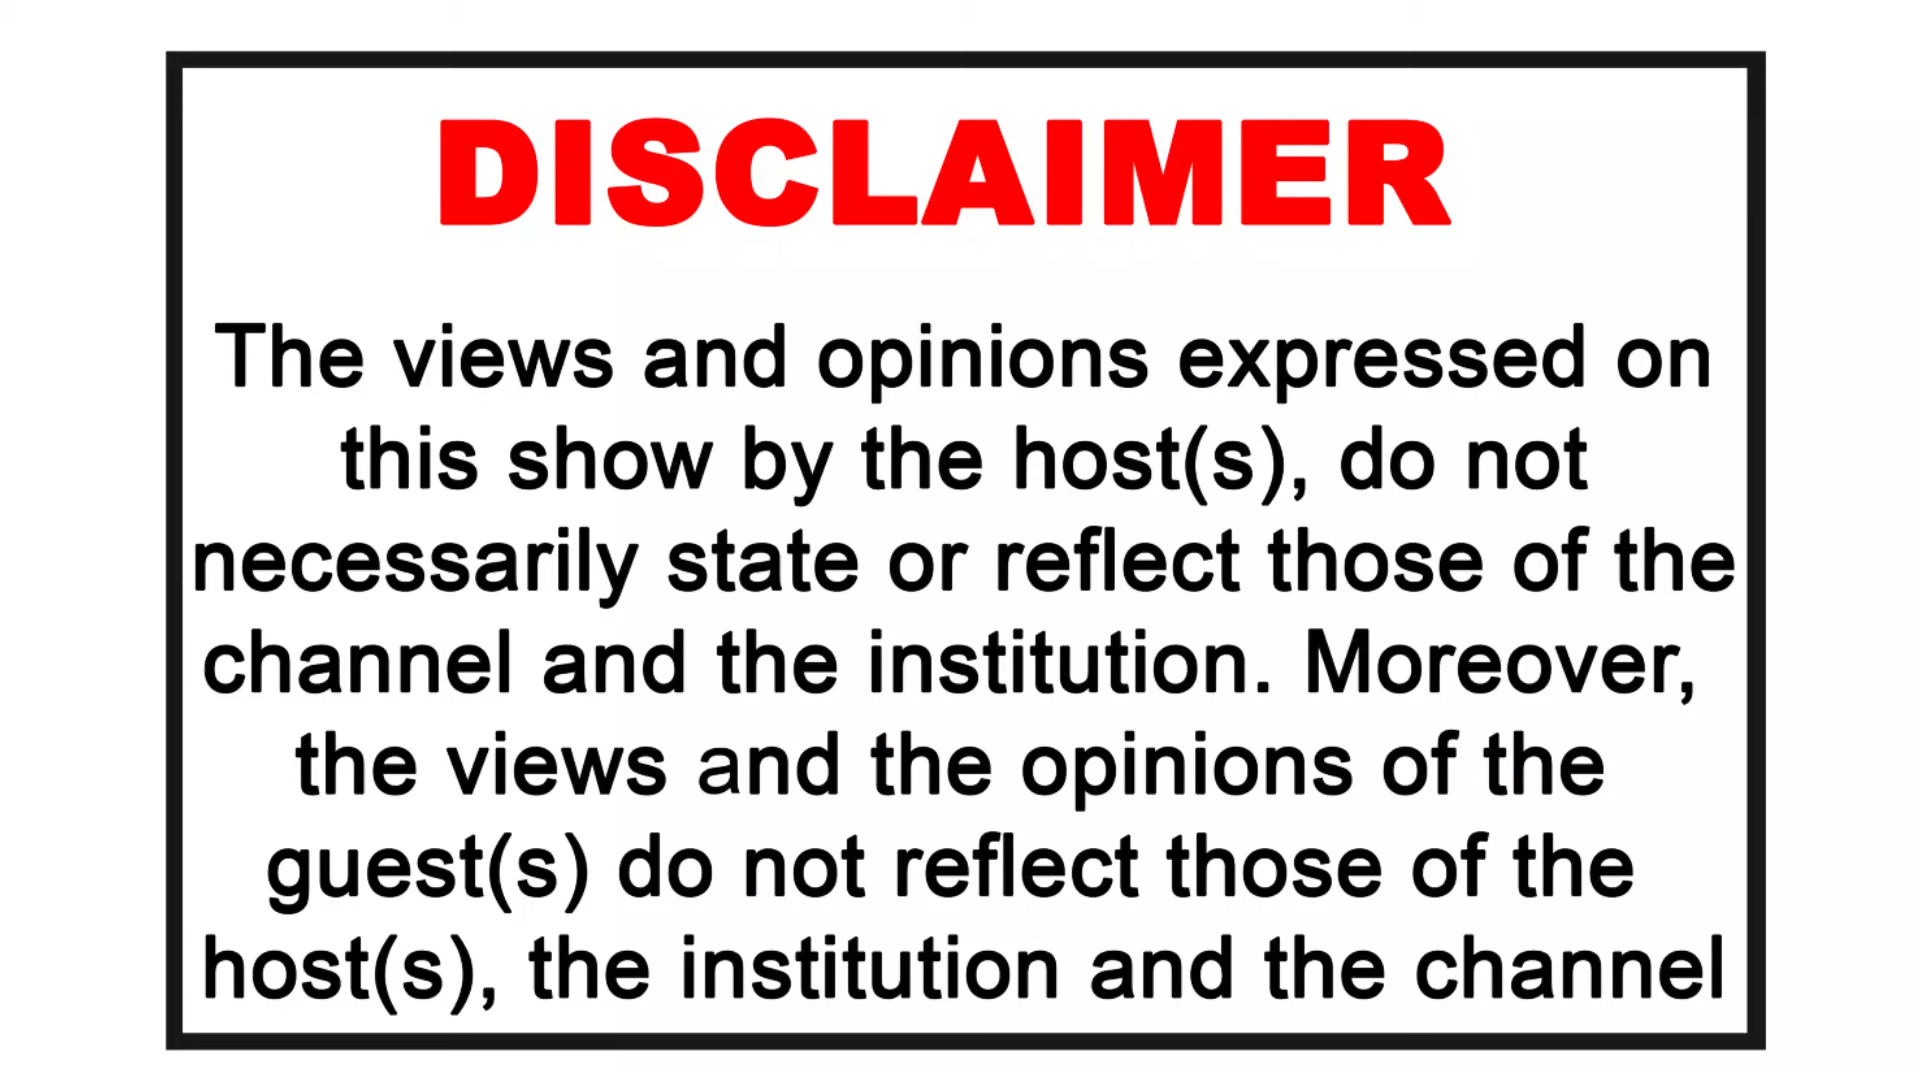 DISCLAIMER
The views and opinions expressed on
this show by the host(s), do not
necessarily state or reflect those of the
channel and the institution. Moreover,
the views and the opinions of the
guest(s) do not reflect those of the
host(s), the institution and the channel